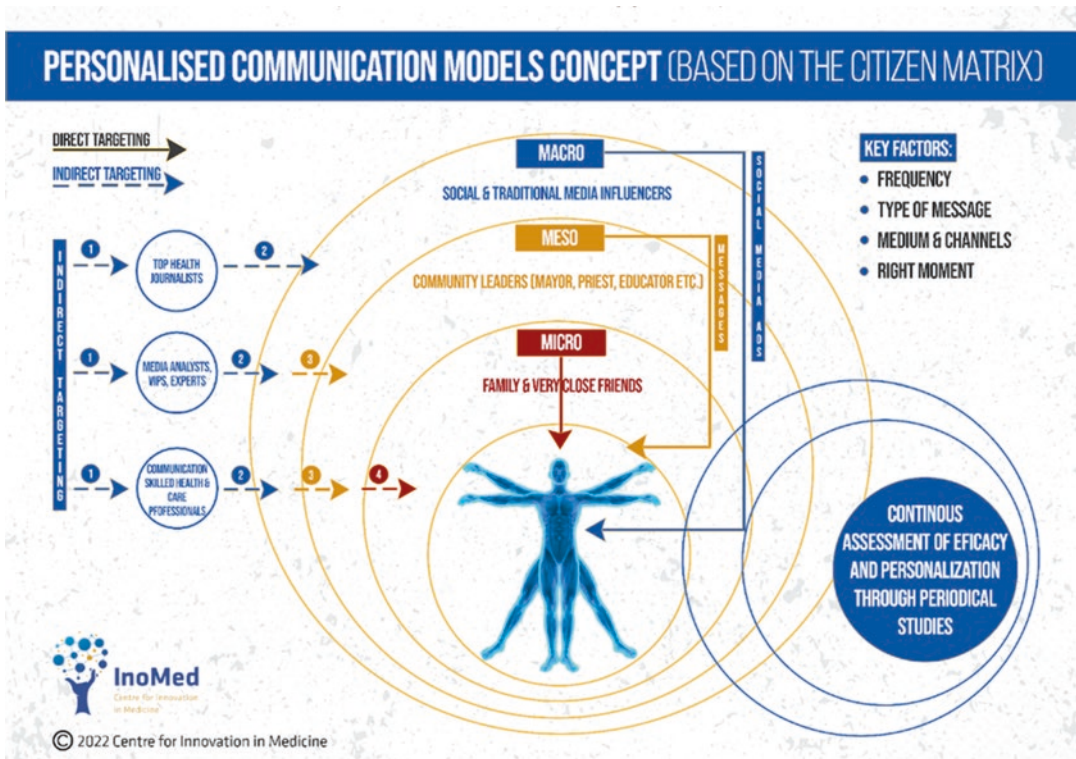 PERSONALISED COMMUNICATION MODELS CONCEPT (BASED ON THE CITIZEN MATRIX)
DIRECT TARGETING
INDIRECT TARGETING
INDIRECT TARGETING
1
TOP HEALTH
JOURNALISTS
2
1
MEDIA ANALYSTS,
VIPS, EXPERTS
2
3
1
COMMUNICATION
SKILLED HEALTH &
CARE
PFOFESSIONALS
2
3
4
MACRO
SOCIAL & TRADITIONAL MEDIA INFLUENCERS
MESO
COMMUNITY LEADERS (MAYOR, PRIEST, EDUCATOR ETC.)
MICRO
FAMILY & VERY CLOSE FRIENDS
MESSAGES
SOCIAL MEDIA ADS
KEY FACTORS:
• FREQUENCY
• TYPE OF MESSAGE
• MEDIUM & CHANNELS
• RIGHT MOMENT
CONTINOUS
ASSESSMENT OF EFICACY
AND PERSONALIZATION
THROUGH PERIODICAL
STUDIES
InoMed
Centre for Innovation
in Medicine
© 2022 Centre for Innovation in Medicine